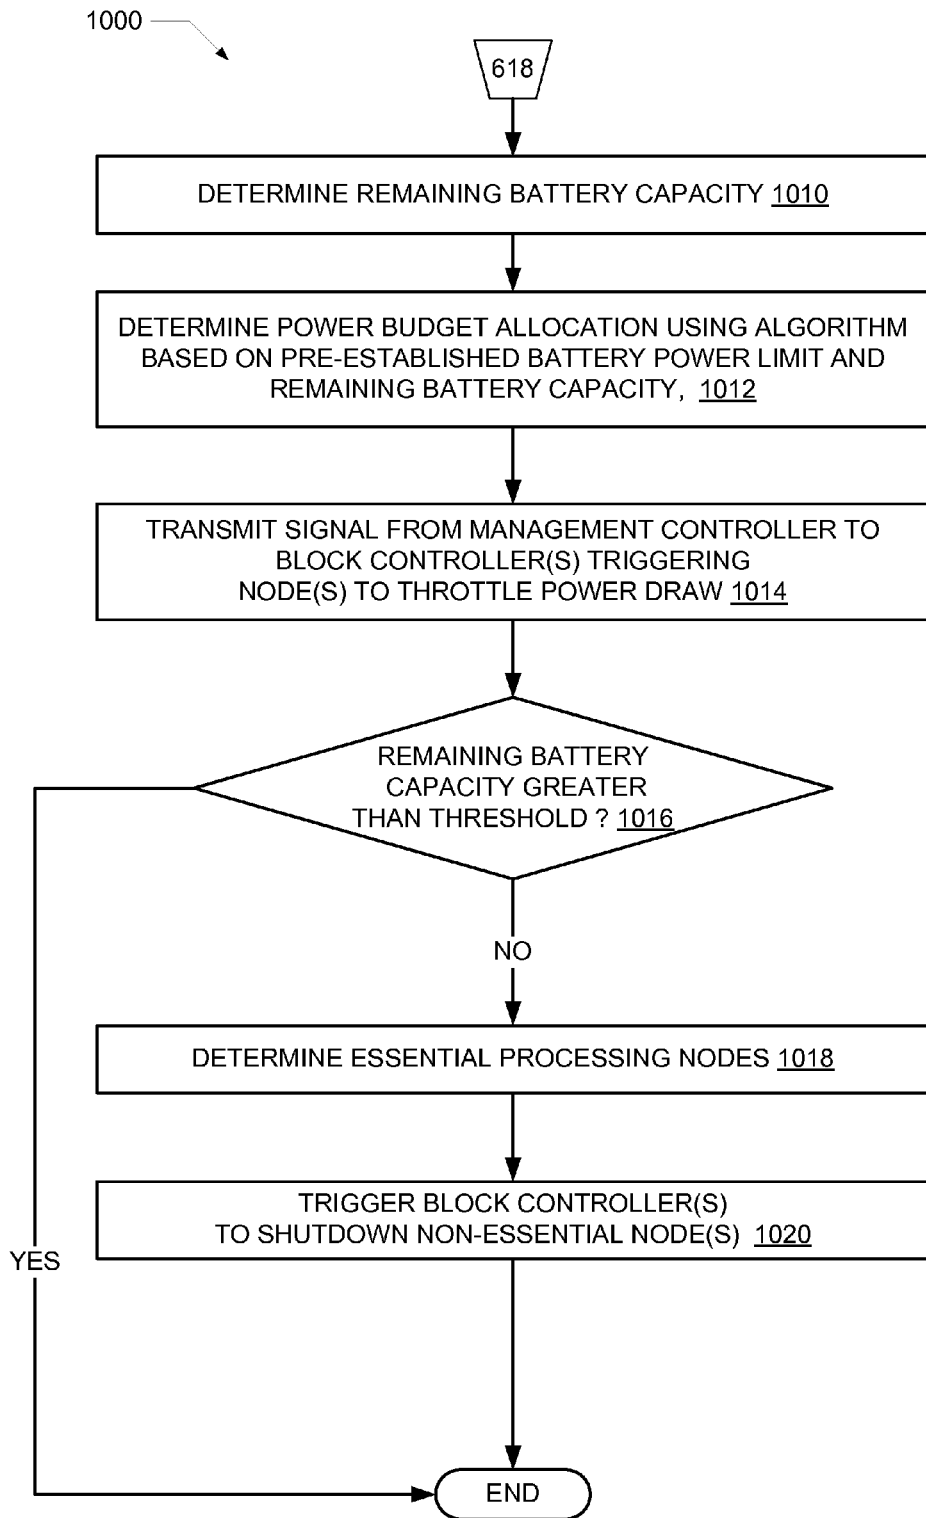 1000
618
DETERMINE REMAINING BATTERY CAPACITY 1010
DETERMINE POWER BUDGET ALLOCATION USING ALGORITHM
BASED ON PRE-ESTABLISHED BATTERY POWER LIMIT AND
REMAINING BATTERY CAPACITY, 1012
TRANSMIT SIGNAL FROM MANAGEMENT CONTROLLER TO
BLOCK CONTROLLER(S) TRIGGERING
NODE(S) TO THROTTLE POWER DRAW 1014
REMAINING BATTERY
CAPACITY GREATER
THAN THRESHOLD ? 1016
NO
DETERMINE ESSENTIAL PROCESSING NODES 1018
TRIGGER BLOCK CONTROLLER(S)
TO SHUTDOWN NON-ESSENTIAL NODE(S) 1020
YES
END